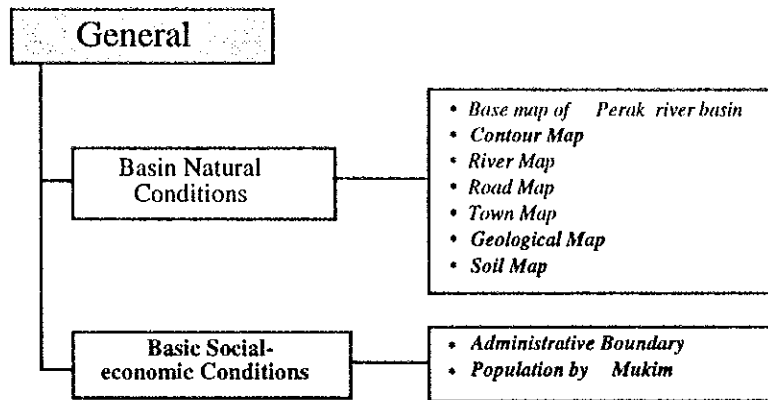 General
Basin Natural
Conditions
* Base map of Perak river basin
* Contour Map
* River Map
* Road Map
* Town Map
* Geological Map
* Soil Map
Basic Social-
economic Conditions
* Administrative Boundary
* Population by Mukim